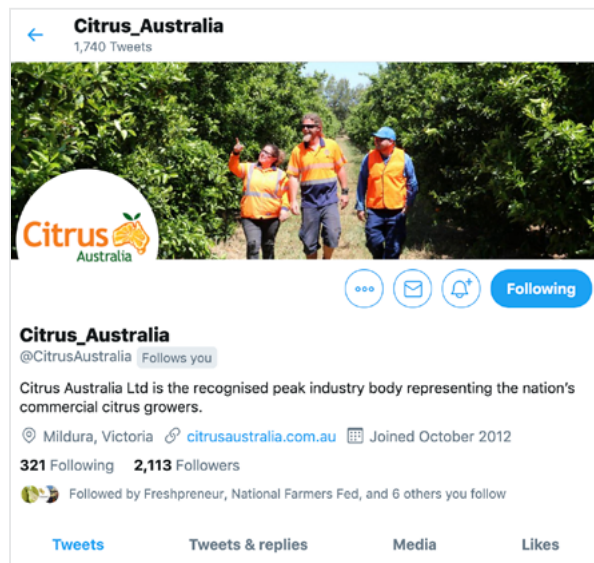 Citrus_Australia
1,740 Tweets
Citrus
Australia
Following
Citrus_Australia
@CitrusAustralia Follows you
Citrus Australia Ltd is the recognised peak industry body representing the nation's
commercial citrus growers.
Mildura, Victoria citrusaustralia.com.au Joined October 2012
321 Following 2,113 Followers
Followed by Freshpreneur, National Farmers Fed, and 6 others you follow
Tweets Tweets & replies Media Likes